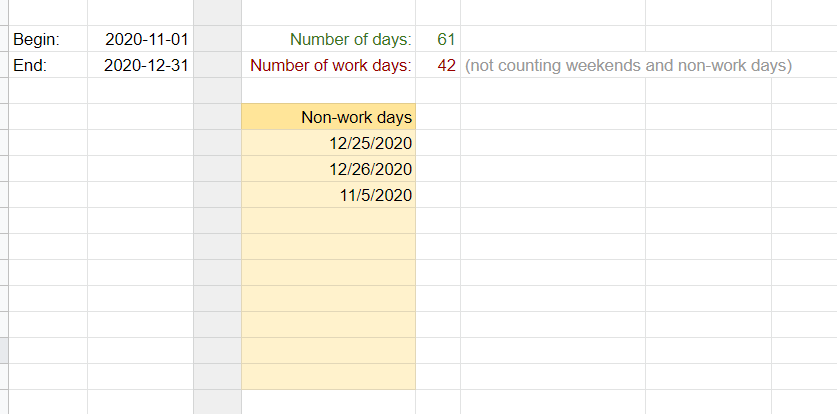 Begin: 2020-11-01 Number of days: 61
End: 2020-12-31 Number of work days: 42 (not counting weekends and non-work days)
Non-work days
12/25/2020
12/26/2020
11/5/2020